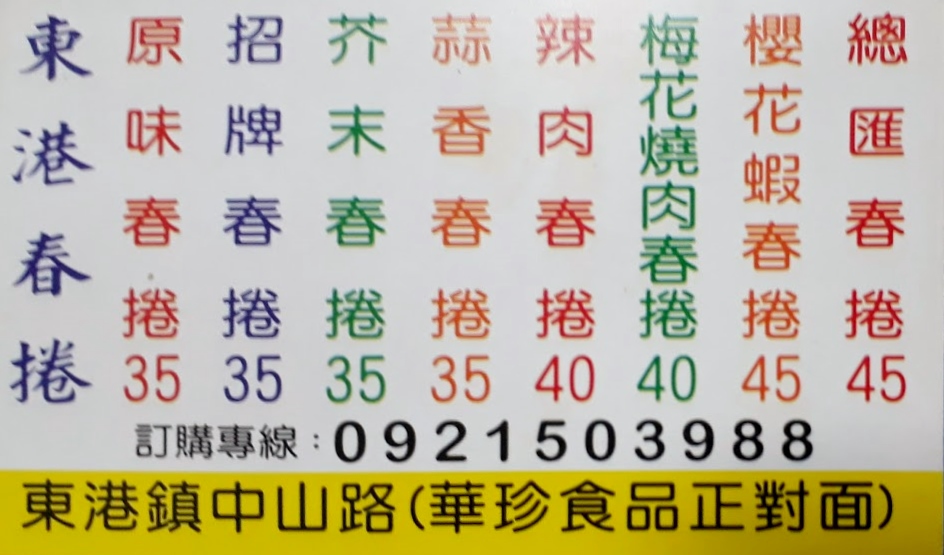 東港春捲
原味春捲35
招牌春捲35
芥末春捲35
蒜香春捲35
辣肉春捲40
梅花燒肉春捲40
櫻花蝦春捲45
總匯春捲45
訂購專線：0921503988
東港鎮中山路(華珍食品正對面)